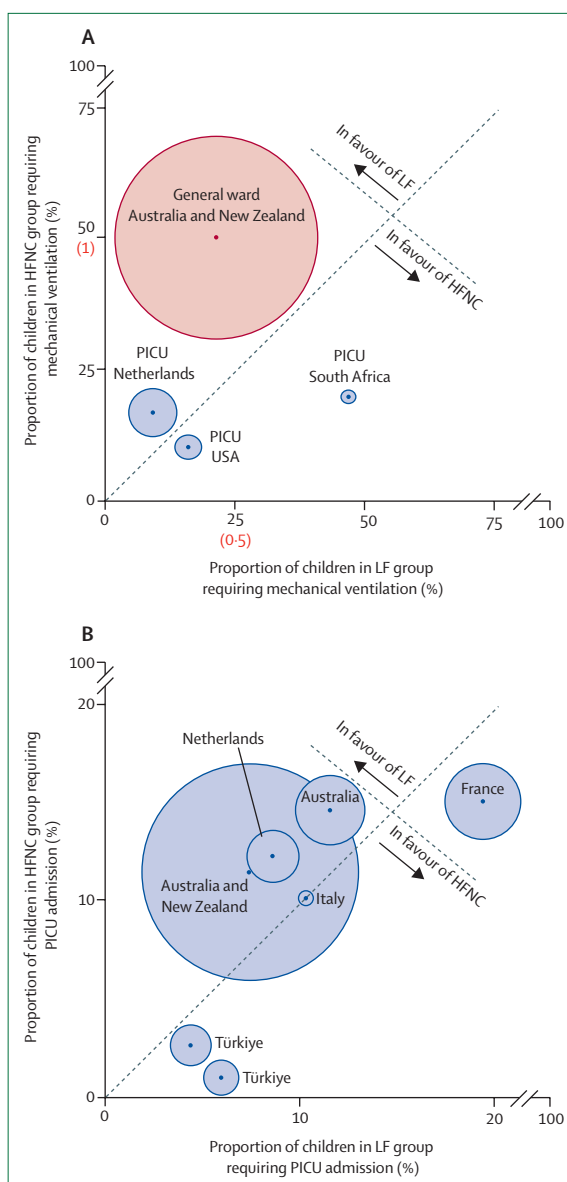 A
100
75
50
(1)
25
0
Proportion of children in HFNC group requiring
mechanical ventilation (%)
In favour of LF
In favour of HFNC
General ward
Australia and New Zealand
PICU
Netherlands
PICU
USA
PICU
South Africa
0
25
(0·5)
50
75
100
Proportion of children in LF group
requiring mechanical ventilation (%)
B
100
20
10
0
Proportion of children in HFNC group requiring
PICU admission (%)
Netherlands
In favour of LF
In favour of HFNC
Australia
France
Australia and
New Zealand
Italy
Türkiye
Türkiye
0
10
20
100
Proportion of children in LF group
requiring PICU admission (%)